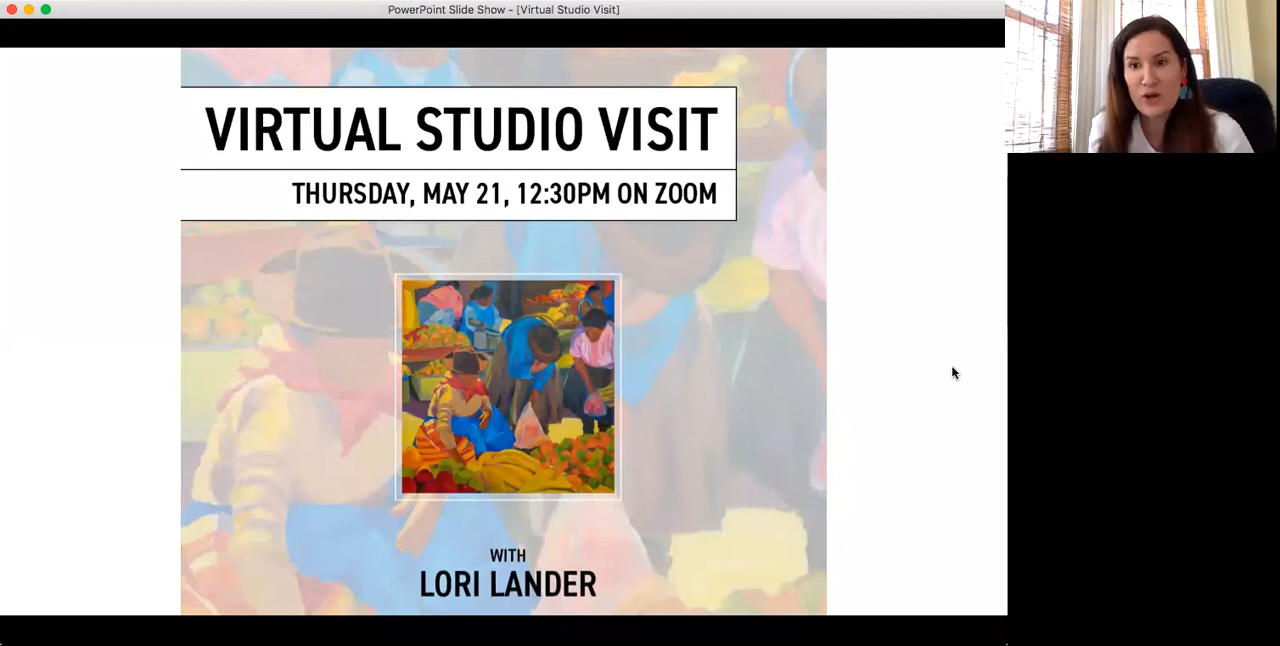 PowerPoint Slide Show - [Virtual Studio Visit]
VIRTUAL STUDIO VISIT
THURSDAY, MAY 21, 12:30PM ON ZOOM
WITH
LORI LANDER